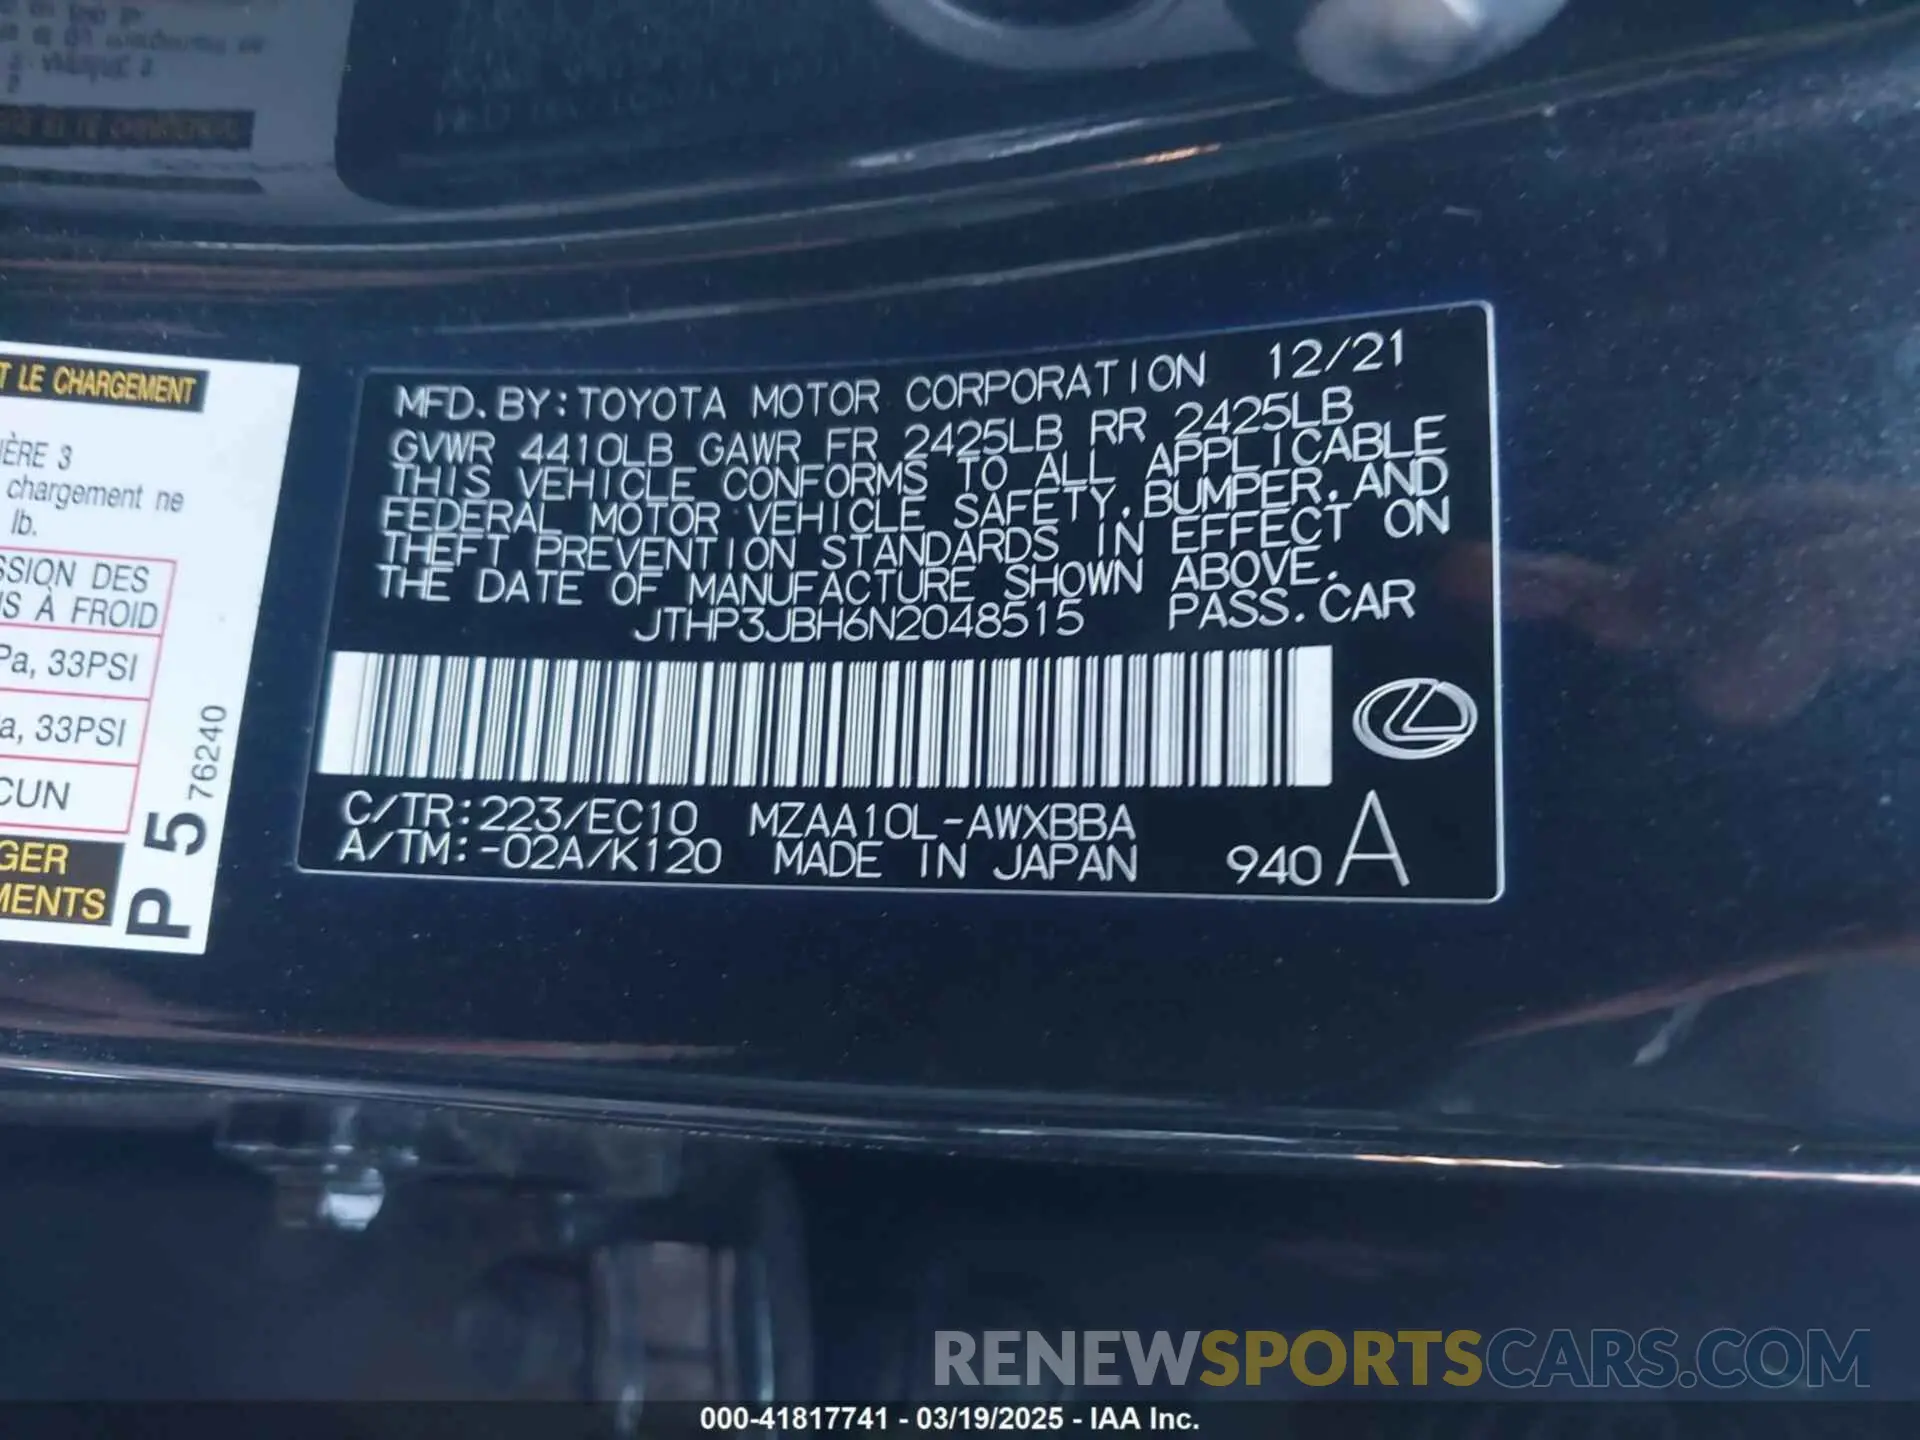 T LE CHARGEMENT
IÈRE 3
chargement ne
lb.
SSION DES
S À FROID
Pa, 33PSI
a, 33PSI
CUN
GER
MENTS
P 5 76240
MFD. BY: TOYOTA MOTOR CORPORATION 12/21
GVWR 4410LB GAWR FR 2425LB RR 2425LB
THIS VEHICLE CONFORMS TO ALL APPLICABLE
FEDERAL MOTOR VEHICLE SAFETY, BUMPER, AND
THEFT PREVENTION STANDARDS IN EFFECT ON
THE DATE OF MANUFACTURE SHOWN ABOVE.
JTHP3JBH6N2048515 PASS. CAR
C/TR: 223/EC10 MZAA10L-AWXBBA
A/TM: -02A/K120 MADE IN JAPAN 940 A
RENEWSPORTSCARS.COM
000-41817741 - 03/19/2025 - IAA Inc.